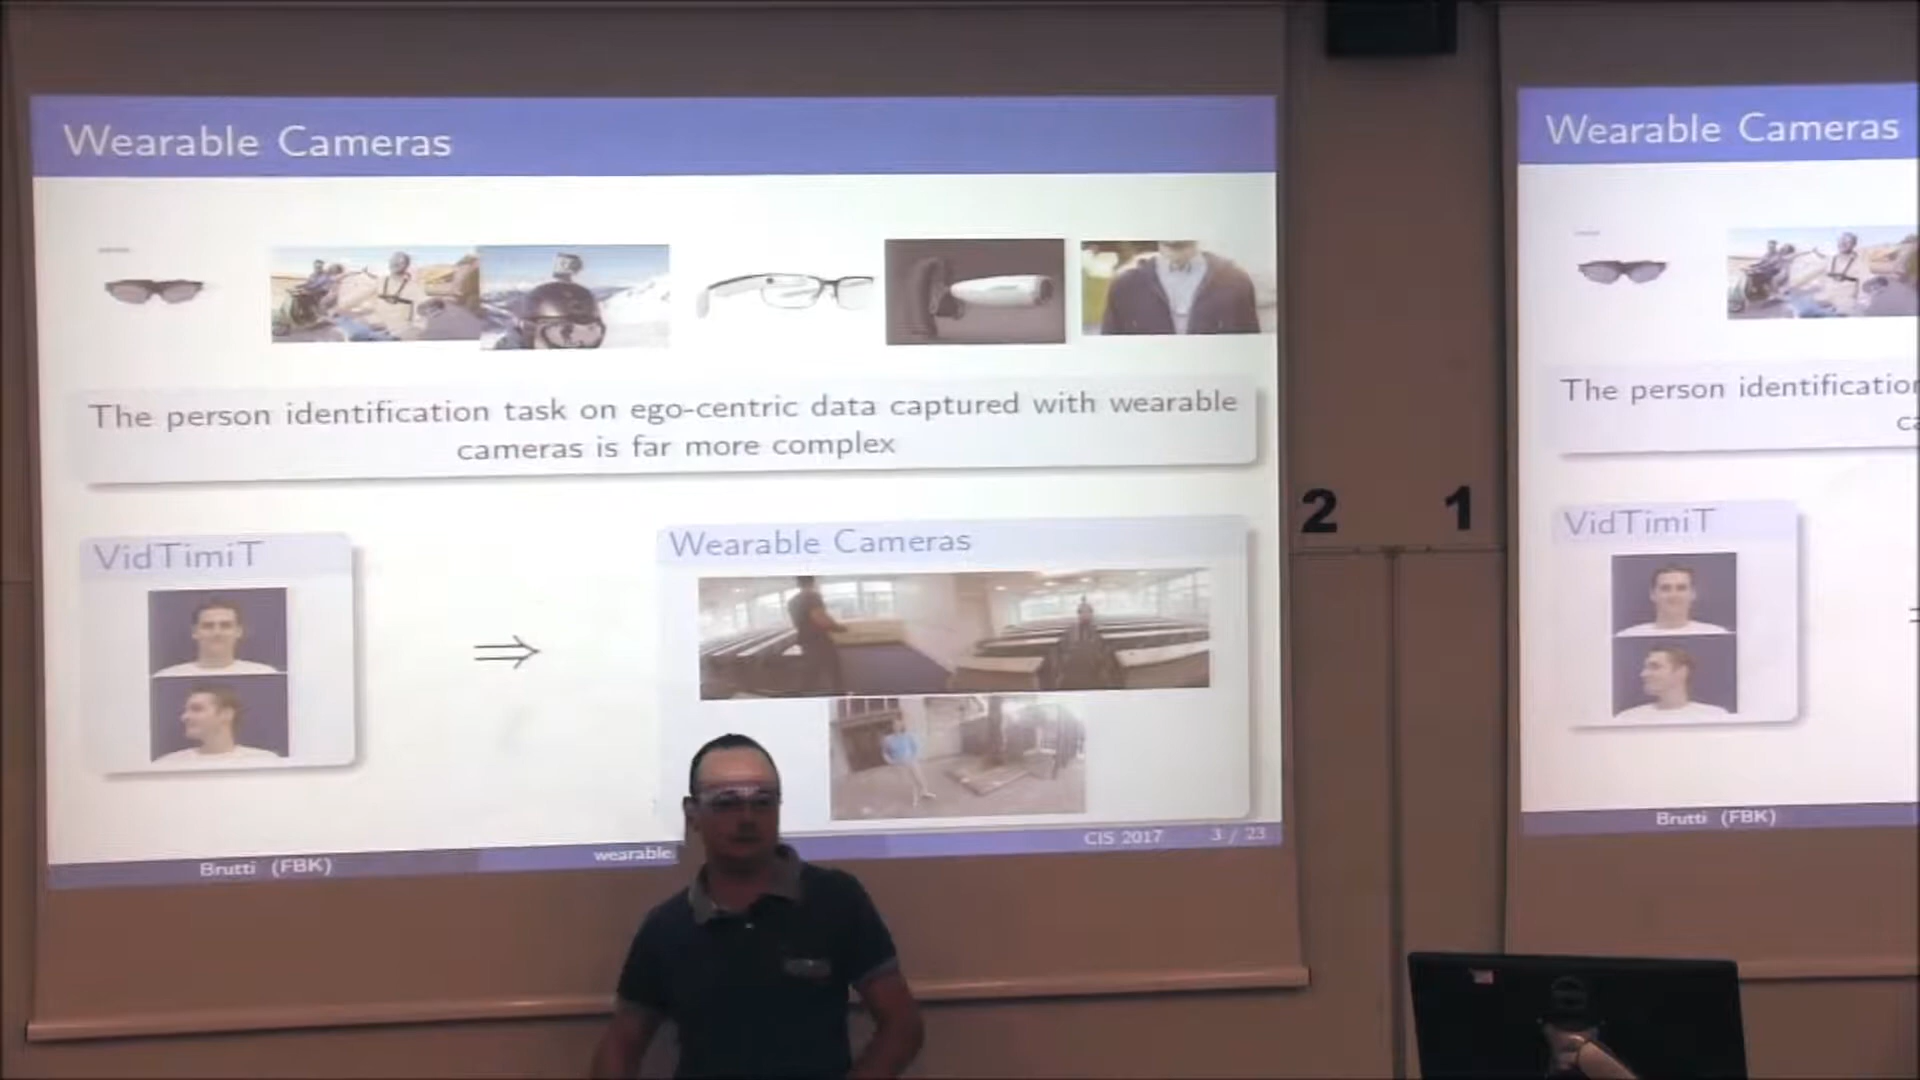 Wearable Cameras
The person identification task on ego-centric data captured with wearable
cameras is far more complex
VidTimiT
Wearable Cameras
⇒
Brutti (FBK)
wearable
CIS 2017
3 / 23
2
1
Wearable Cameras
The person identification
VidTimiT
Brutti (FBK)